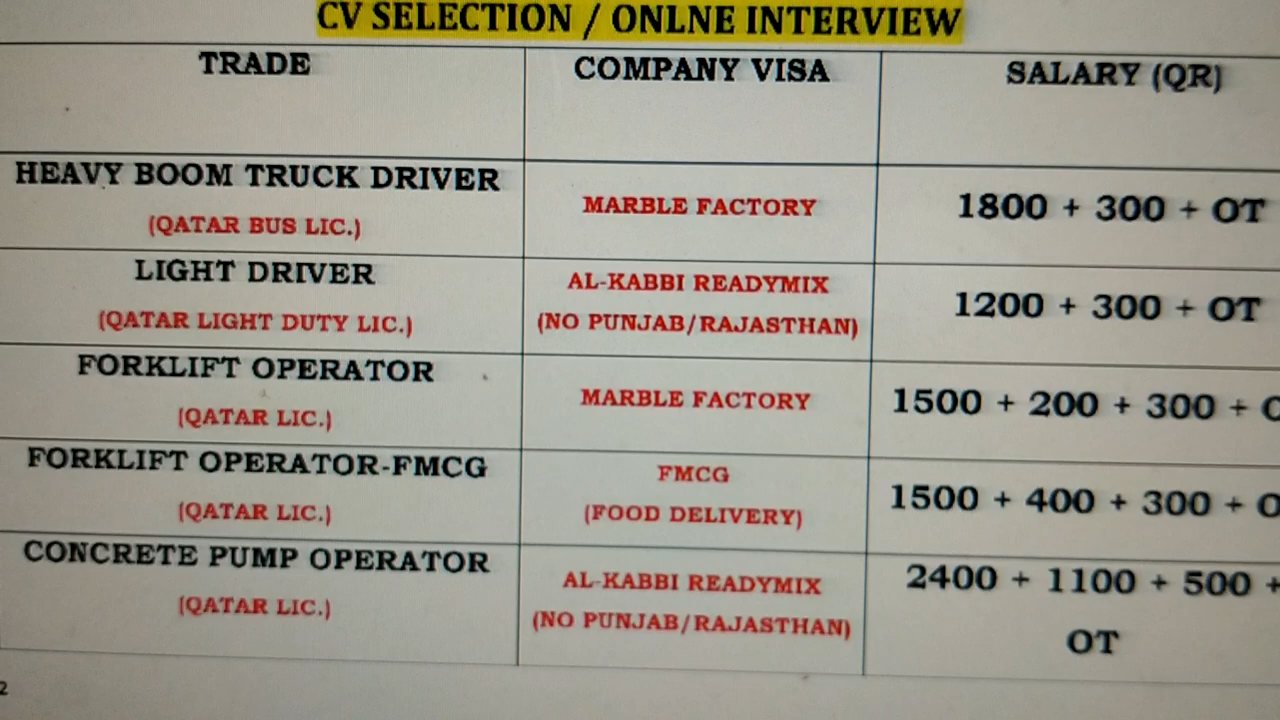 CV SELECTION / ONLNE INTERVIEW
TRADE COMPANY VISA SALARY (QR)
HEAVY BOOM TRUCK DRIVER
(QATAR BUS LIC.)
MARBLE FACTORY
1800 + 300 + OT
LIGHT DRIVER
(QATAR LIGHT DUTY LIC.)
AL-KABBI READYMIX
(NO PUNJAB/RAJASTHAN)
1200 + 300 + OT
FORKLIFT OPERATOR
(QATAR LIC.)
MARBLE FACTORY
1500 + 200 + 300 +
FORKLIFT OPERATOR-FMCG
(QATAR LIC.)
FMCG
(FOOD DELIVERY)
1500 + 400 + 300 +
CONCRETE PUMP OPERATOR
(QATAR LIC.)
AL-KABBI READYMIX
(NO PUNJAB/RAJASTHAN)
2400 + 1100 + 500 +
OT
2